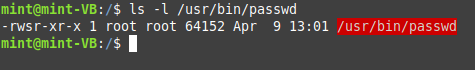 mint@mint-VB:/$ ls -l /usr/bin/passwd
-rwsr-xr-x 1 root root 64152 Apr  9 13:01 /usr/bin/passwd
mint@mint-VB:/$